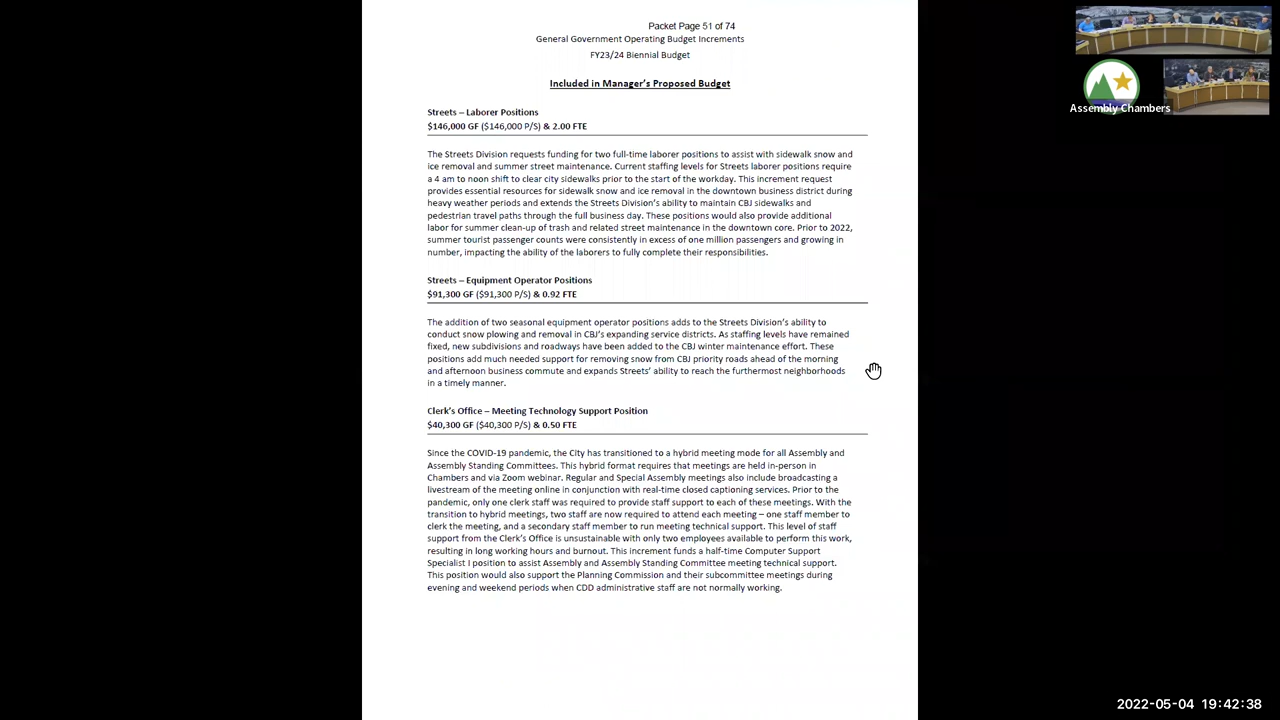 Packet Page 51 of 74
General Government Operating Budget Increments
FY23/24 Biennial Budget
Included in Manager's Proposed Budget
Streets – Laborer Positions
$146,000 GF ($146,000 P/S) & 2.00 FTE
The Streets Division requests funding for two full-time laborer positions to assist with sidewalk snow and
ice removal and summer street maintenance. Current staffing levels for Streets laborer positions require
a 4 am to noon shift to clear city sidewalks prior to the start of the workday. This increment request
provides essential resources for sidewalk snow and ice removal in the downtown business district during
heavy weather periods and extends the Streets Division's ability to maintain CBJ sidewalks and
pedestrian travel paths through the full business day. These positions would also provide additional
labor for summer clean-up of trash and related street maintenance in the downtown core. Prior to 2022,
summer tourist passenger counts were consistently in excess of one million passengers and growing in
number, impacting the ability of the laborers to fully complete their responsibilities.
Streets – Equipment Operator Positions
$91,300 GF ($91,300 P/S) & 0.92 FTE
The addition of two seasonal equipment operator positions adds to the Streets Division's ability to
conduct snow plowing and removal in CBJ's expanding service districts. As staffing levels have remained
fixed, new subdivisions and roadways have been added to the CBJ winter maintenance effort. These
positions add much needed support for removing snow from CBJ priority roads ahead of the morning
and afternoon business commute and expands Streets' ability to reach the furthermost neighborhoods
in a timely manner.
Clerk's Office – Meeting Technology Support Position
$40,300 GF ($40,300 P/S) & 0.50 FTE
Since the COVID-19 pandemic, the City has transitioned to a hybrid meeting mode for all Assembly and
Assembly Standing Committees. This hybrid format requires that meetings are held in-person in
Chambers and via Zoom webinar. Regular and Special Assembly meetings also include broadcasting a
livestream of the meeting online in conjunction with real-time closed captioning services. Prior to the
pandemic, only one clerk staff was required to provide staff support to each of these meetings. With the
transition to hybrid meetings, two staff are now required to attend each meeting – one staff member to
clerk the meeting, and a secondary staff member to run meeting technical support. This level of staff
support from the Clerk's Office is unsustainable with only two employees available to perform this work,
resulting in long working hours and burnout. This increment funds a half-time Computer Support
Specialist I position to assist Assembly and Assembly Standing Committee meeting technical support.
This position would also support the Planning Commission and their subcommittee meetings during
evening and weekend periods when CDD administrative staff are not normally working.
Assembly Chambers
2022-05-04 19:42:38